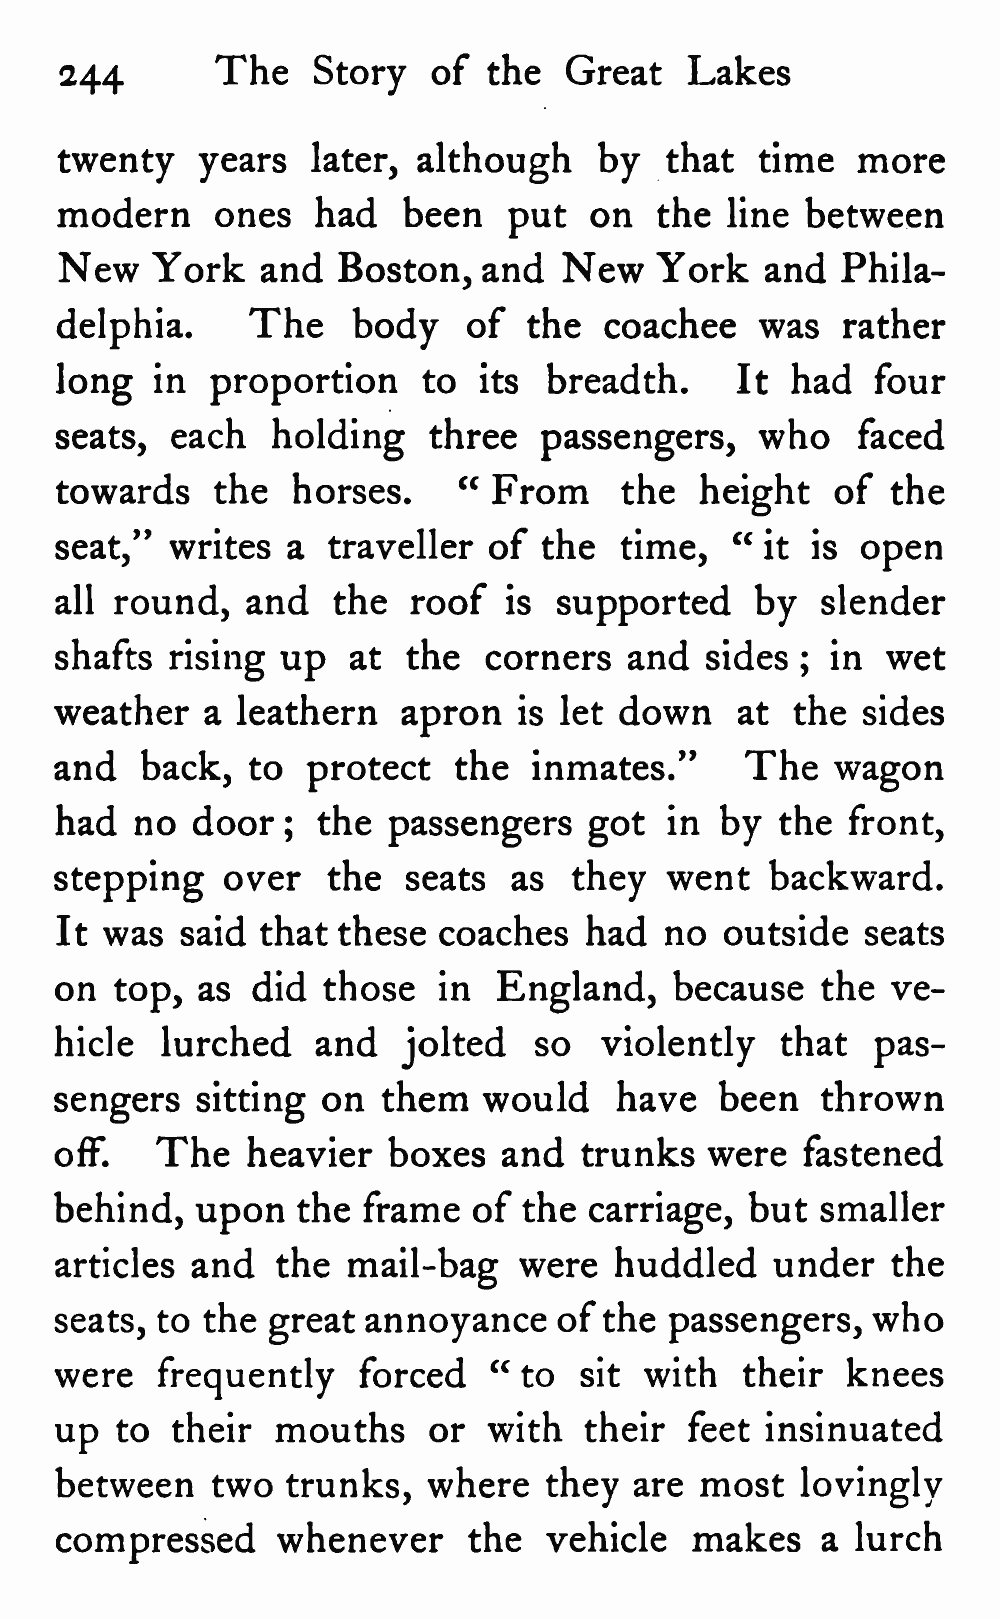 244 The Story of the Great Lakes
twenty years later, although by that time more
modern ones had been put on the line between
New York and Boston, and New York and Phila-
delphia. The body of the coachee was rather
long in proportion to its breadth. It had four
seats, each holding three passengers, who faced
towards the horses. “ From the height of the
seat,” writes a traveller of the time, “ it is open
all round, and the roof is supported by slender
shafts rising up at the corners and sides ; in wet
weather a leathern apron is let down at the sides
and back, to protect the inmates.” The wagon
had no door ; the passengers got in by the front,
stepping over the seats as they went backward.
It was said that these coaches had no outside seats
on top, as did those in England, because the ve-
hicle lurched and jolted so violently that pas-
sengers sitting on them would have been thrown
off. The heavier boxes and trunks were fastened
behind, upon the frame of the carriage, but smaller
articles and the mail-bag were huddled under the
seats, to the great annoyance of the passengers, who
were frequently forced “ to sit with their knees
up to their mouths or with their feet insinuated
between two trunks, where they are most lovingly
compressed whenever the vehicle makes a lurch